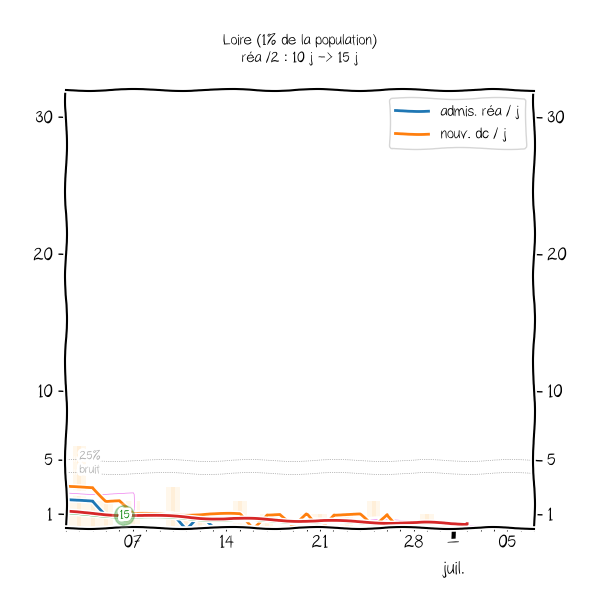 Loire (1% de la population)
réa /2 : 10 j -> 15 j
admis. réa / j
nouv. dc / j
30 30
20 20
10 10
5 5
25%
bruit
15
1 1
07 14 21 28 1 05
juil.